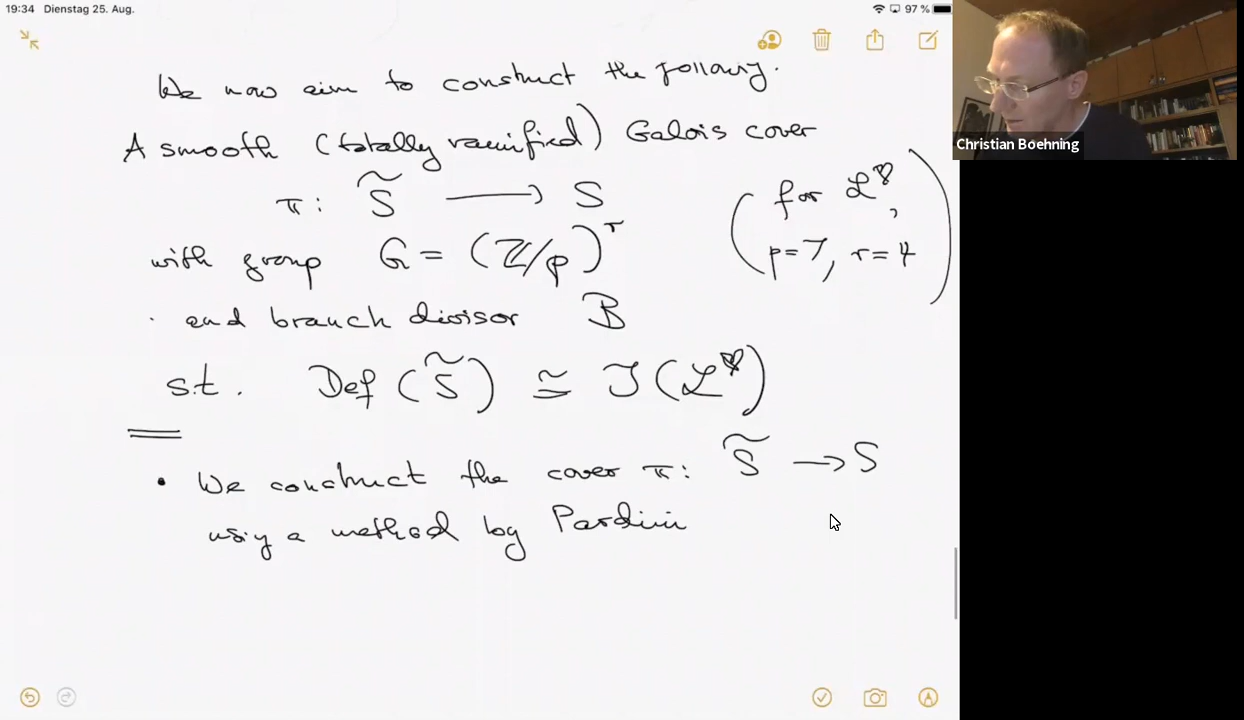 19:34 Dienstag 25. Aug.
97 %
We now aim to construct the following.
A smooth (totally ramified) Galois cover
π: S̃ → S
with group G = (ℤ/p)^r
(for 𝓛^♡, p=7, r=4)
and branch divisor B
s.t. Def(S̃) ≅ ℑ(𝓛^♡)
• We construct the cover π: S̃ → S
using a method by Pardini
Christian Boehning